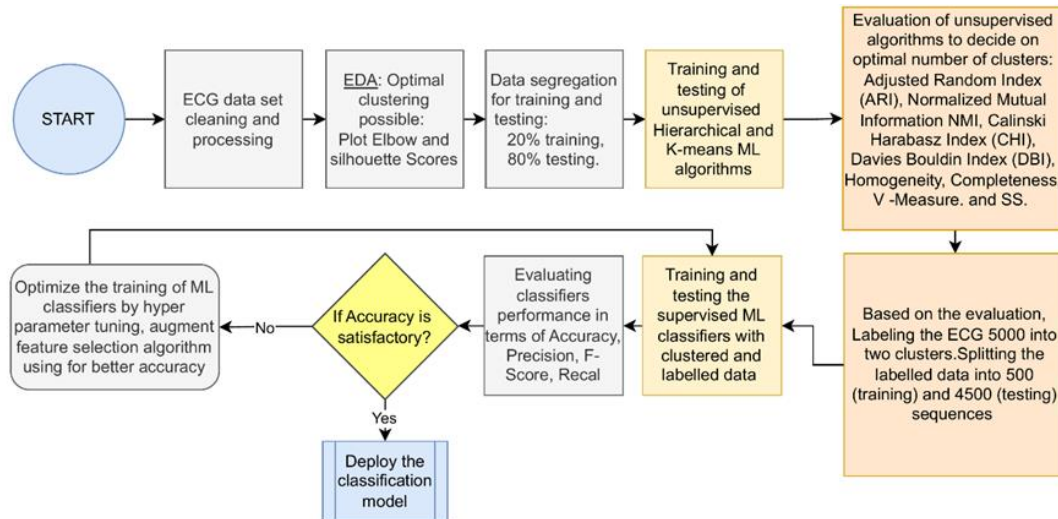 START
ECG data set
cleaning and
processing
EDA: Optimal
clustering
possible:
Plot Elbow and
silhouette Scores
Data segregation
for training and
testing:
20% training,
80% testing.
Training and
testing of
unsupervised
Hierarchical and
K-means ML
algorithms
Evaluation of unsupervised
algorithms to decide on
optimal number of clusters:
Adjusted Random Index
(ARI), Normalized Mutual
Information NMI, Calinski
Harabasz Index (CHI),
Davies Bouldin Index (DBI),
Homogeneity, Completeness
V -Measure. and SS.
Based on the evaluation,
Labeling the ECG 5000 into
two clusters.Splitting the
labelled data into 500
(training) and 4500 (testing)
sequences
Training and
testing the
supervised ML
classifiers with
clustered and
labelled data
Evaluating
classifiers
performance in
terms of Accuracy,
Precision, F-
Score, Recal
If Accuracy is
satisfactory?
No
Optimize the training of ML
classifiers by hyper
parameter tuning, augment
feature selection algorithm
using for better accuracy
Yes
Deploy the
classification
model